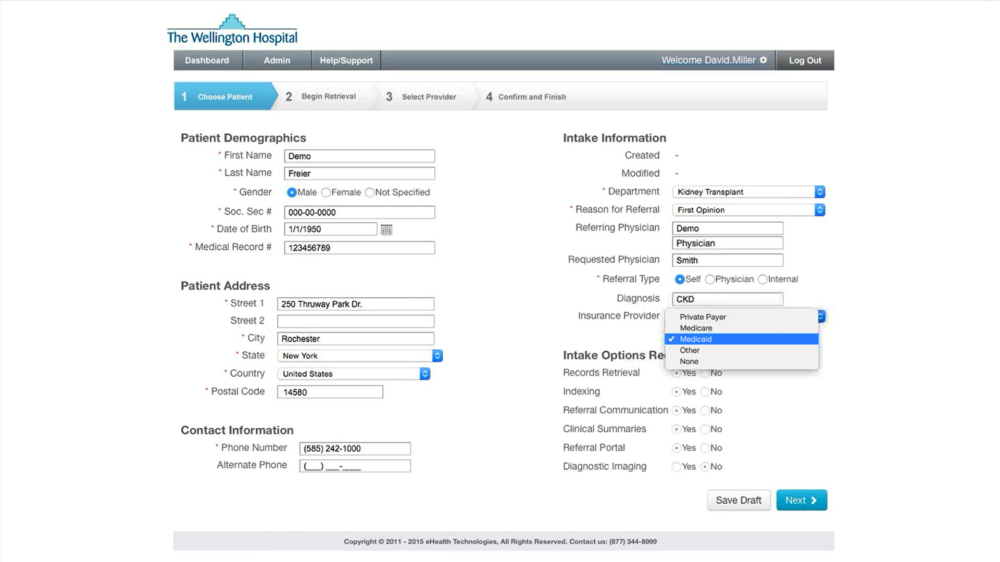 The Wellington Hospital
Dashboard Admin Help/Support Welcome David.Miller Log Out
1 Choose Patient 2 Begin Retrieval 3 Select Provider 4 Confirm and Finish
Patient Demographics
* First Name Demo
* Last Name Freier
* Gender Male Female Not Specified
* Soc. Sec # 000-00-0000
* Date of Birth 1/1/1950
* Medical Record # 123456789
Patient Address
* Street 1 250 Thruway Park Dr.
Street 2
* City Rochester
* State New York
* Country United States
* Postal Code 14580
Contact Information
* Phone Number (585) 242-1000
Alternate Phone (___) ___-____
Intake Information
Created -
Modified -
* Department Kidney Transplant
* Reason for Referral First Opinion
Referring Physician Demo
Physician
Requested Physician Smith
* Referral Type Self Physician Internal
Diagnosis CKD
Insurance Provider
Private Payer
Medicare
✓ Medicaid
Other
None
Intake Options
Records Retrieval Yes No
Indexing Yes No
Referral Communication Yes No
Clinical Summaries Yes No
Referral Portal Yes No
Diagnostic Imaging Yes No
Save Draft Next
Copyright © 2011 - 2015 eHealth Technologies, All Rights Reserved. Contact us: (877) 344-8999